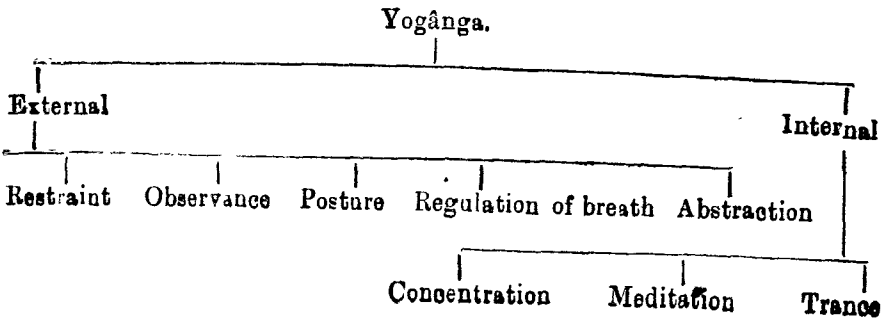 Yogânga.
External
Internal
Restraint Observance Posture Regulation of breath Abstraction
Concentration Meditation Trance